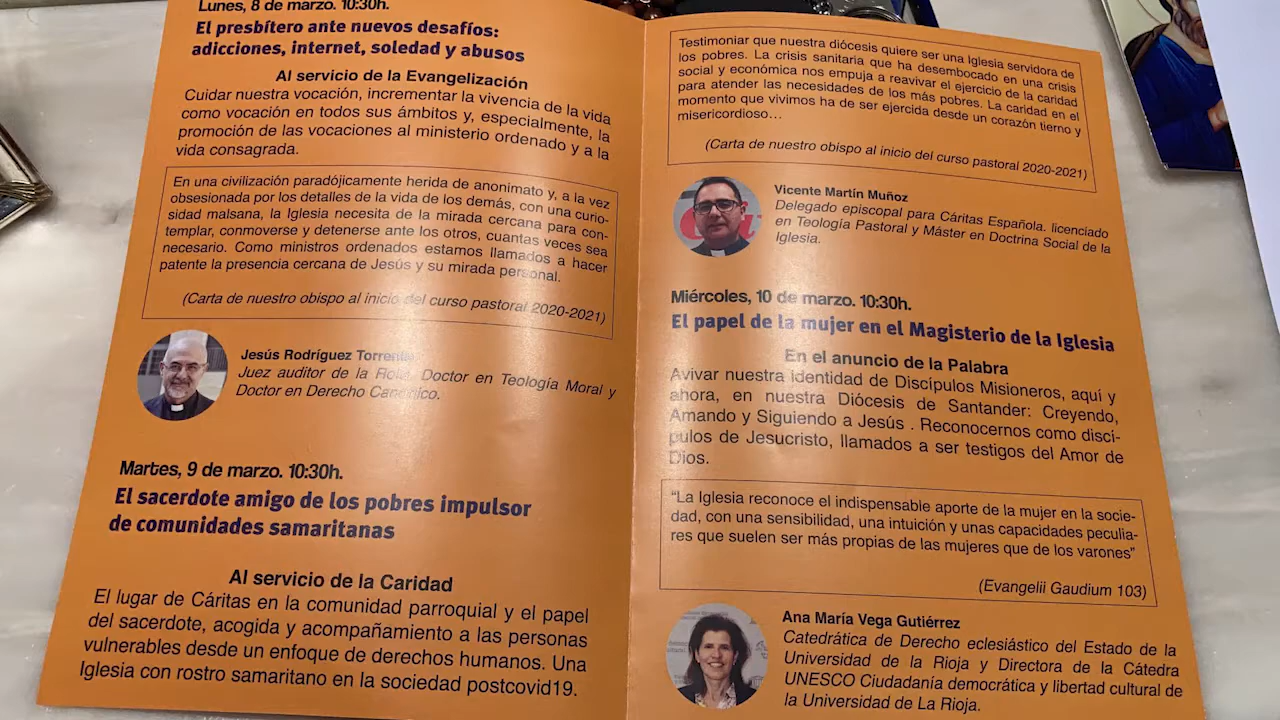 Lunes, 8 de marzo. 10:30h.
El presbítero ante nuevos desafíos:
adicciones, internet, soledad y abusos
Al servicio de la Evangelización
Cuidar nuestra vocación, incrementar la vivencia de la vida
como vocación en todos sus ámbitos y, especialmente, la
promoción de las vocaciones al ministerio ordenado y a la
vida consagrada.
En una civilización paradójicamente herida de anonimato y, a la vez
obsesionada por los detalles de la vida de los demás, con una curio-
sidad malsana, la Iglesia necesita de la mirada cercana para con-
templar, conmoverse y detenerse ante los otros, cuantas veces sea
necesario. Como ministros ordenados estamos llamados a hacer
patente la presencia cercana de Jesús y su mirada personal.
(Carta de nuestro obispo al inicio del curso pastoral 2020-2021)
Jesús Rodríguez
Juez auditor de la Rota. Doctor en Teología Moral y
Doctor en Derecho Canónico.
Martes, 9 de marzo. 10:30h.
El sacerdote amigo de los pobres impulsor
de comunidades samaritanas
Al servicio de la Caridad
El lugar de Cáritas en la comunidad parroquial y el papel
del sacerdote, acogida y acompañamiento a las personas
vulnerables desde un enfoque de derechos humanos. Una
Iglesia con rostro samaritano en la sociedad postcovid19.
Testimoniar que nuestra diócesis quiere ser una Iglesia servidora de
los pobres. La crisis sanitaria que ha desembocado en una crisis
social y económica nos empuja a reavivar el ejercicio de la caridad
para atender las necesidades de los más pobres. La caridad en el
momento que vivimos ha de ser ejercida desde un corazón tierno y
misericordioso…
(Carta de nuestro obispo al inicio del curso pastoral 2020-2021)
Vicente Martín Muñoz
Delegado episcopal para Cáritas Española. licenciado
en Teología Pastoral y Máster en Doctrina Social de la
Iglesia.
Miércoles, 10 de marzo. 10:30h.
El papel de la mujer en el Magisterio de la Iglesia
En el anuncio de la Palabra
Avivar nuestra identidad de Discípulos Misioneros, aquí y
ahora, en nuestra Diócesis de Santander: Creyendo,
Amando y Siguiendo a Jesús . Reconocernos como discí-
pulos de Jesucristo, llamados a ser testigos del Amor de
Dios.
“La Iglesia reconoce el indispensable aporte de la mujer en la socie-
dad, con una sensibilidad, una intuición y unas capacidades peculia-
res que suelen ser más propias de las mujeres que de los varones”
(Evangelii Gaudium 103)
Ana María Vega Gutiérrez
Catedrática de Derecho eclesiástico del Estado de la
Universidad de la Rioja y Directora de la Cátedra
UNESCO Ciudadanía democrática y libertad cultural de
la Universidad de La Rioja.